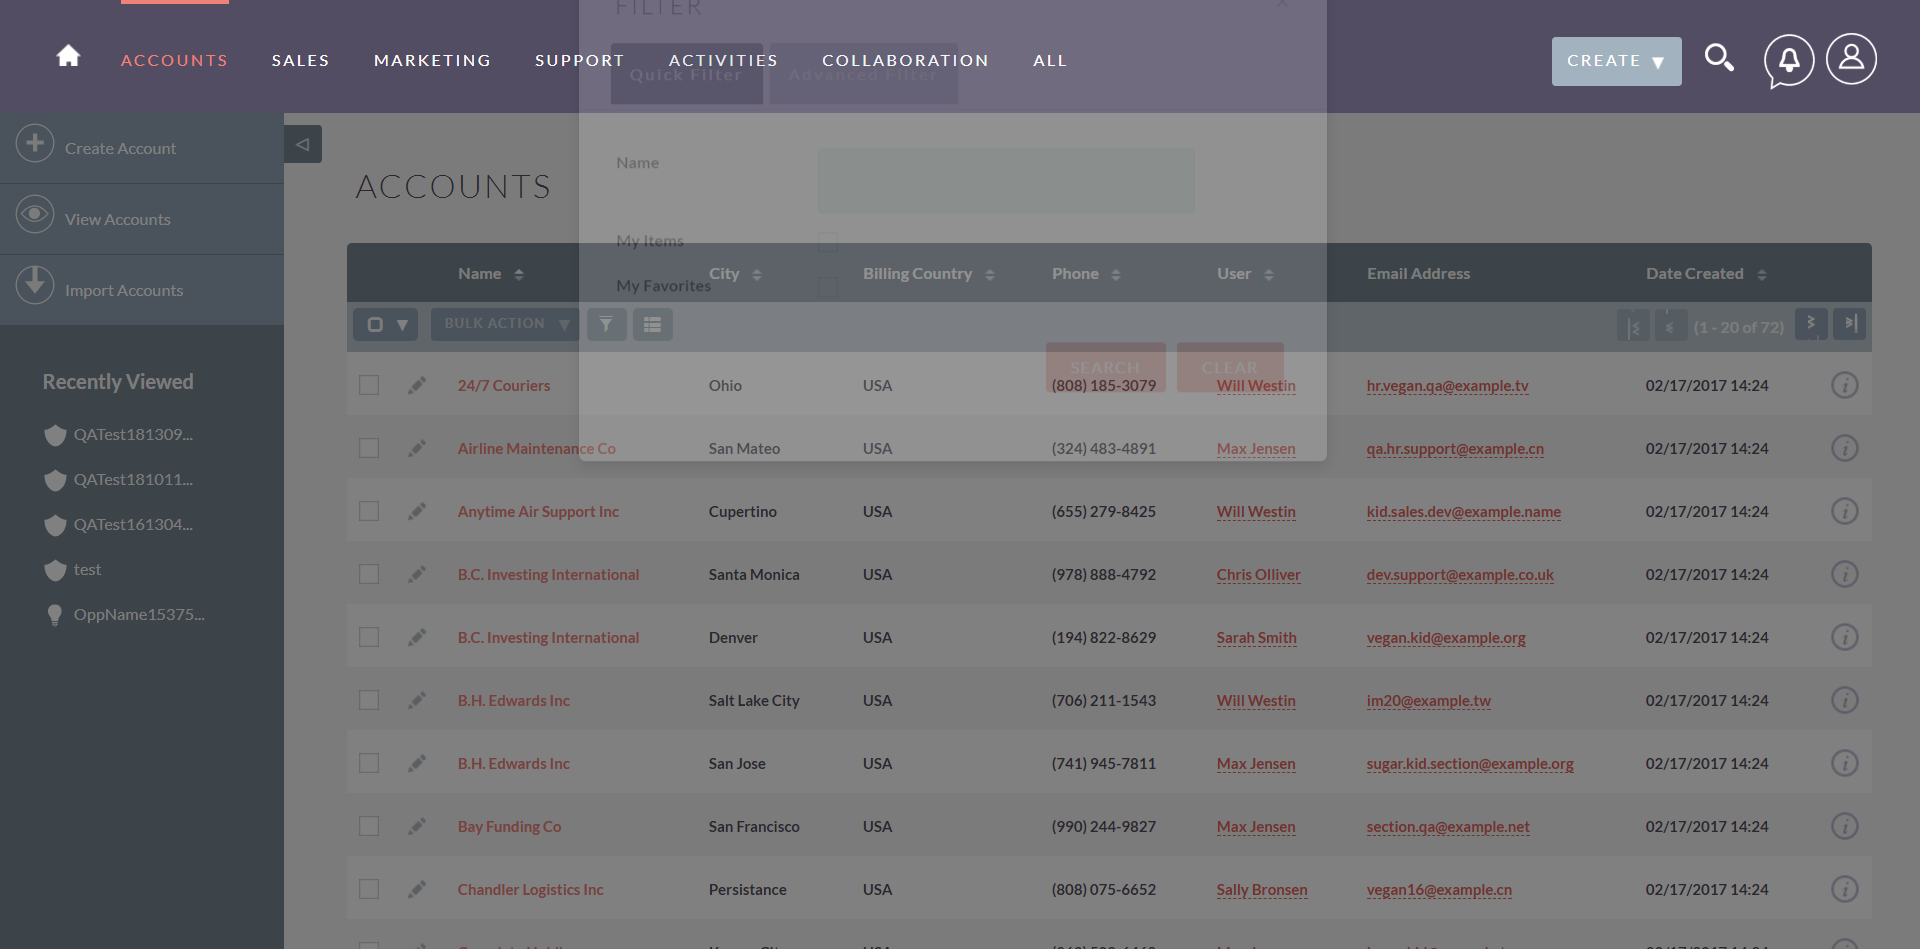 FILTER
ACCOUNTS SALES MARKETING SUPPORT ACTIVITIES COLLABORATION ALL CREATE
Quick Filter Advanced Filter
Create Account
View Accounts
Import Accounts
Recently Viewed
QATest181309...
QATest181011...
QATest161304...
test
OppName15375...
ACCOUNTS
Name
My Items
My Favorites
SEARCH CLEAR
Name City Billing Country Phone User Email Address Date Created
BULK ACTION (1 - 20 of 72)
24/7 Couriers Ohio USA (808) 185-3079 Will Westin hr.vegan.qa@example.tv 02/17/2017 14:24
Airline Maintenance Co San Mateo USA (324) 483-4891 Max Jensen qa.hr.support@example.cn 02/17/2017 14:24
Anytime Air Support Inc Cupertino USA (655) 279-8425 Will Westin kid.sales.dev@example.name 02/17/2017 14:24
B.C. Investing International Santa Monica USA (978) 888-4792 Chris Olliver dev.support@example.co.uk 02/17/2017 14:24
B.C. Investing International Denver USA (194) 822-8629 Sarah Smith vegan.kid@example.org 02/17/2017 14:24
B.H. Edwards Inc Salt Lake City USA (706) 211-1543 Will Westin im20@example.tw 02/17/2017 14:24
B.H. Edwards Inc San Jose USA (741) 945-7811 Max Jensen sugar.kid.section@example.org 02/17/2017 14:24
Bay Funding Co San Francisco USA (990) 244-9827 Max Jensen section.qa@example.net 02/17/2017 14:24
Chandler Logistics Inc Persistance USA (808) 075-6652 Sally Bronsen vegan16@example.cn 02/17/2017 14:24